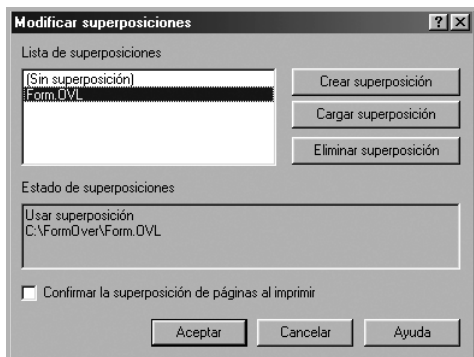 Modificar superposiciones
Lista de superposiciones
(Sin superposición)
Form.OVL
Crear superposición
Cargar superposición
Eliminar superposición
Estado de superposiciones
Usar superposición
C:\FormOver\Form.OVL
Confirmar la superposición de páginas al imprimir
Aceptar
Cancelar
Ayuda